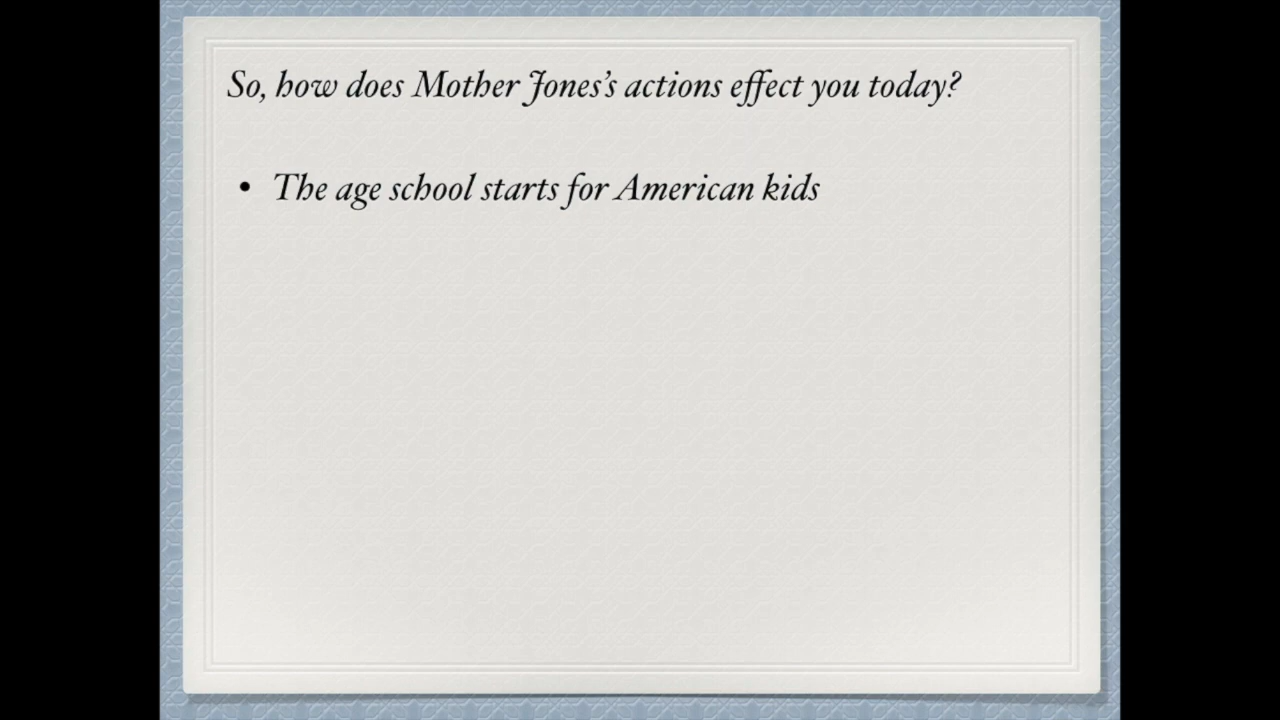 So, how does Mother Jones’s actions effect you today?
• The age school starts for American kids